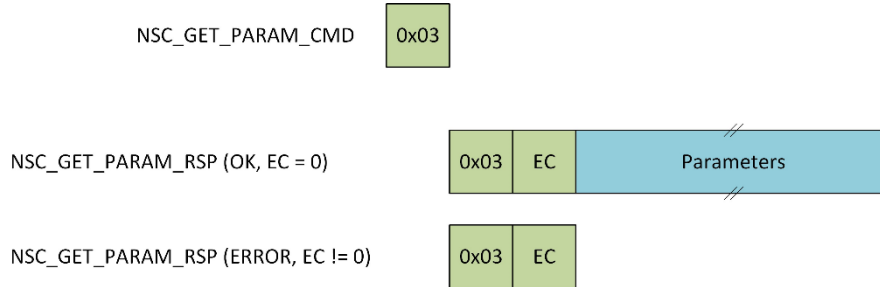 NSC_GET_PARAM_CMD 0x03
NSC_GET_PARAM_RSP (OK, EC = 0) 0x03 EC Parameters
NSC_GET_PARAM_RSP (ERROR, EC != 0) 0x03 EC